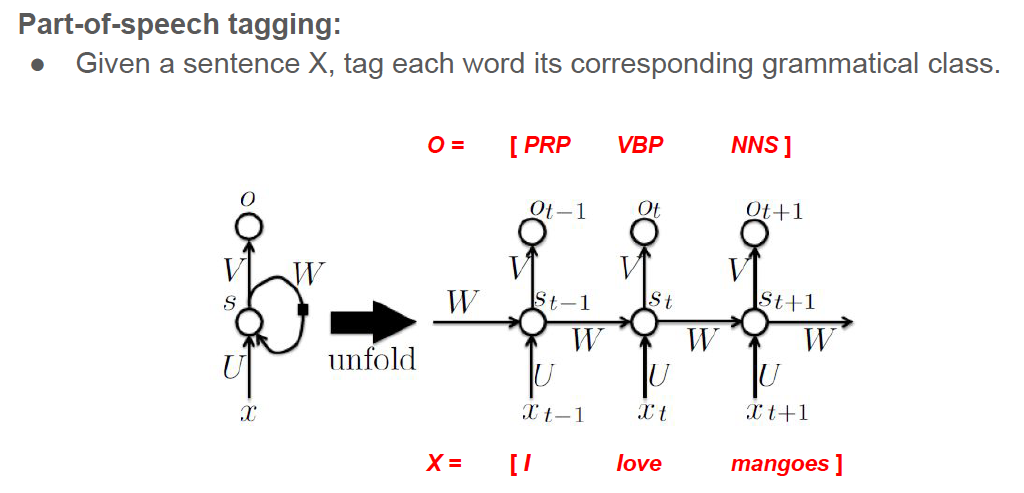 Part-of-speech tagging:
● Given a sentence X, tag each word its corresponding grammatical class.
O = [ PRP VBP NNS ]
o o_{t-1} o_t o_{t+1}
V W V V V
s W s_{t-1} s_t s_{t+1}
W W W
U unfold U U U
x x_{t-1} x_t x_{t+1}
X = [ I love mangoes ]